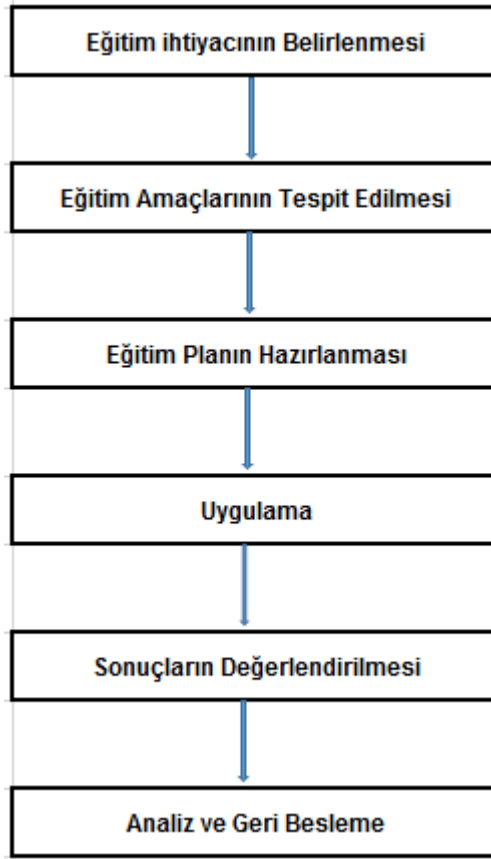 Eğitim ihtiyacının Belirlenmesi
Eğitim Amaçlarının Tespit Edilmesi
Eğitim Planın Hazırlanması
Uygulama
Sonuçların Değerlendirilmesi
Analiz ve Geri Besleme